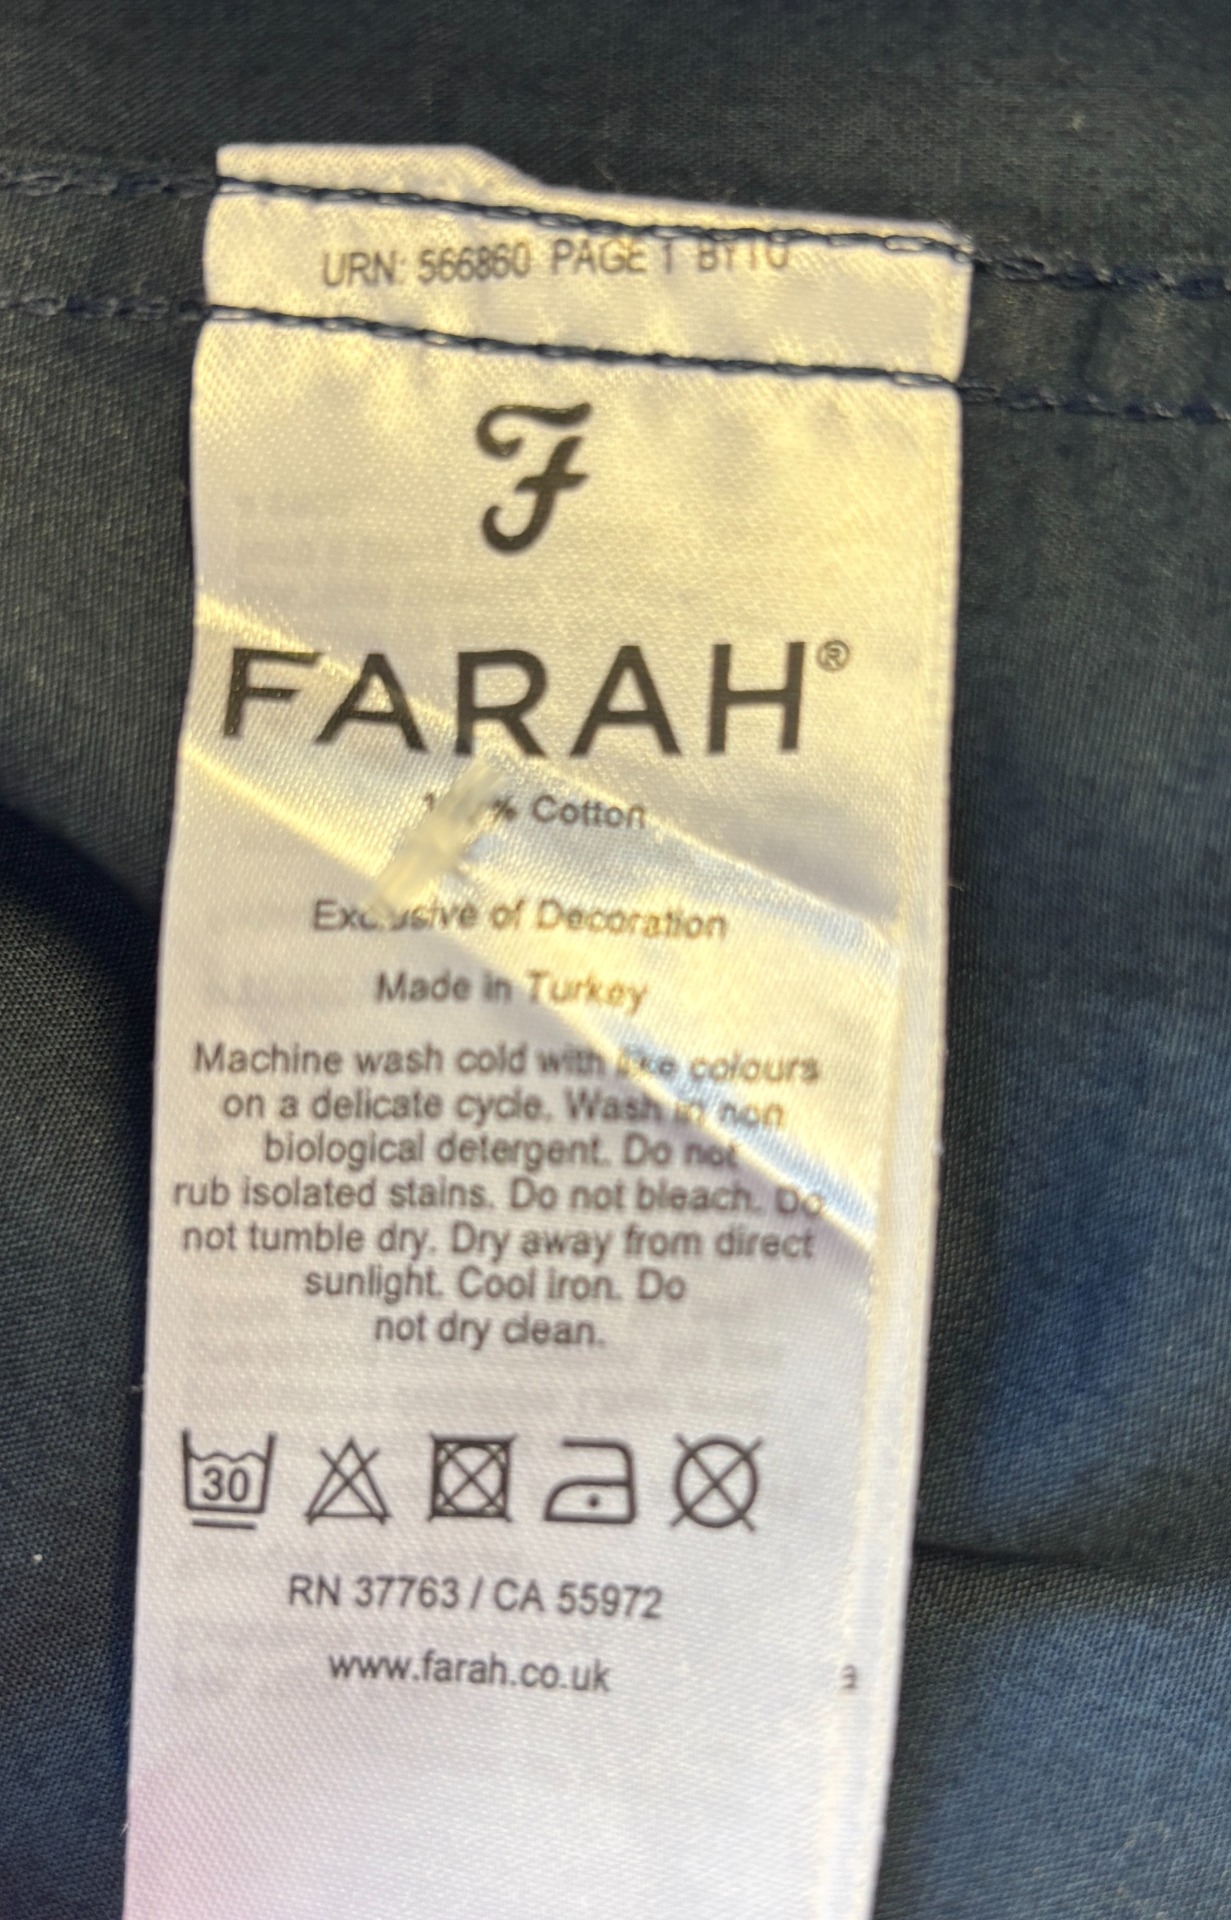 URN: 566860 PAGE 1
F
FARAH®
% Cotton
Exclusive of Decoration
Made in Turkey
Machine wash cold with like colours
on a delicate cycle. Wash in non
biological detergent. Do not
rub isolated stains. Do not bleach. Do
not tumble dry. Dry away from direct
sunlight. Cool iron. Do
not dry clean.
30
RN 37763 / CA 55972
www.farah.co.uk